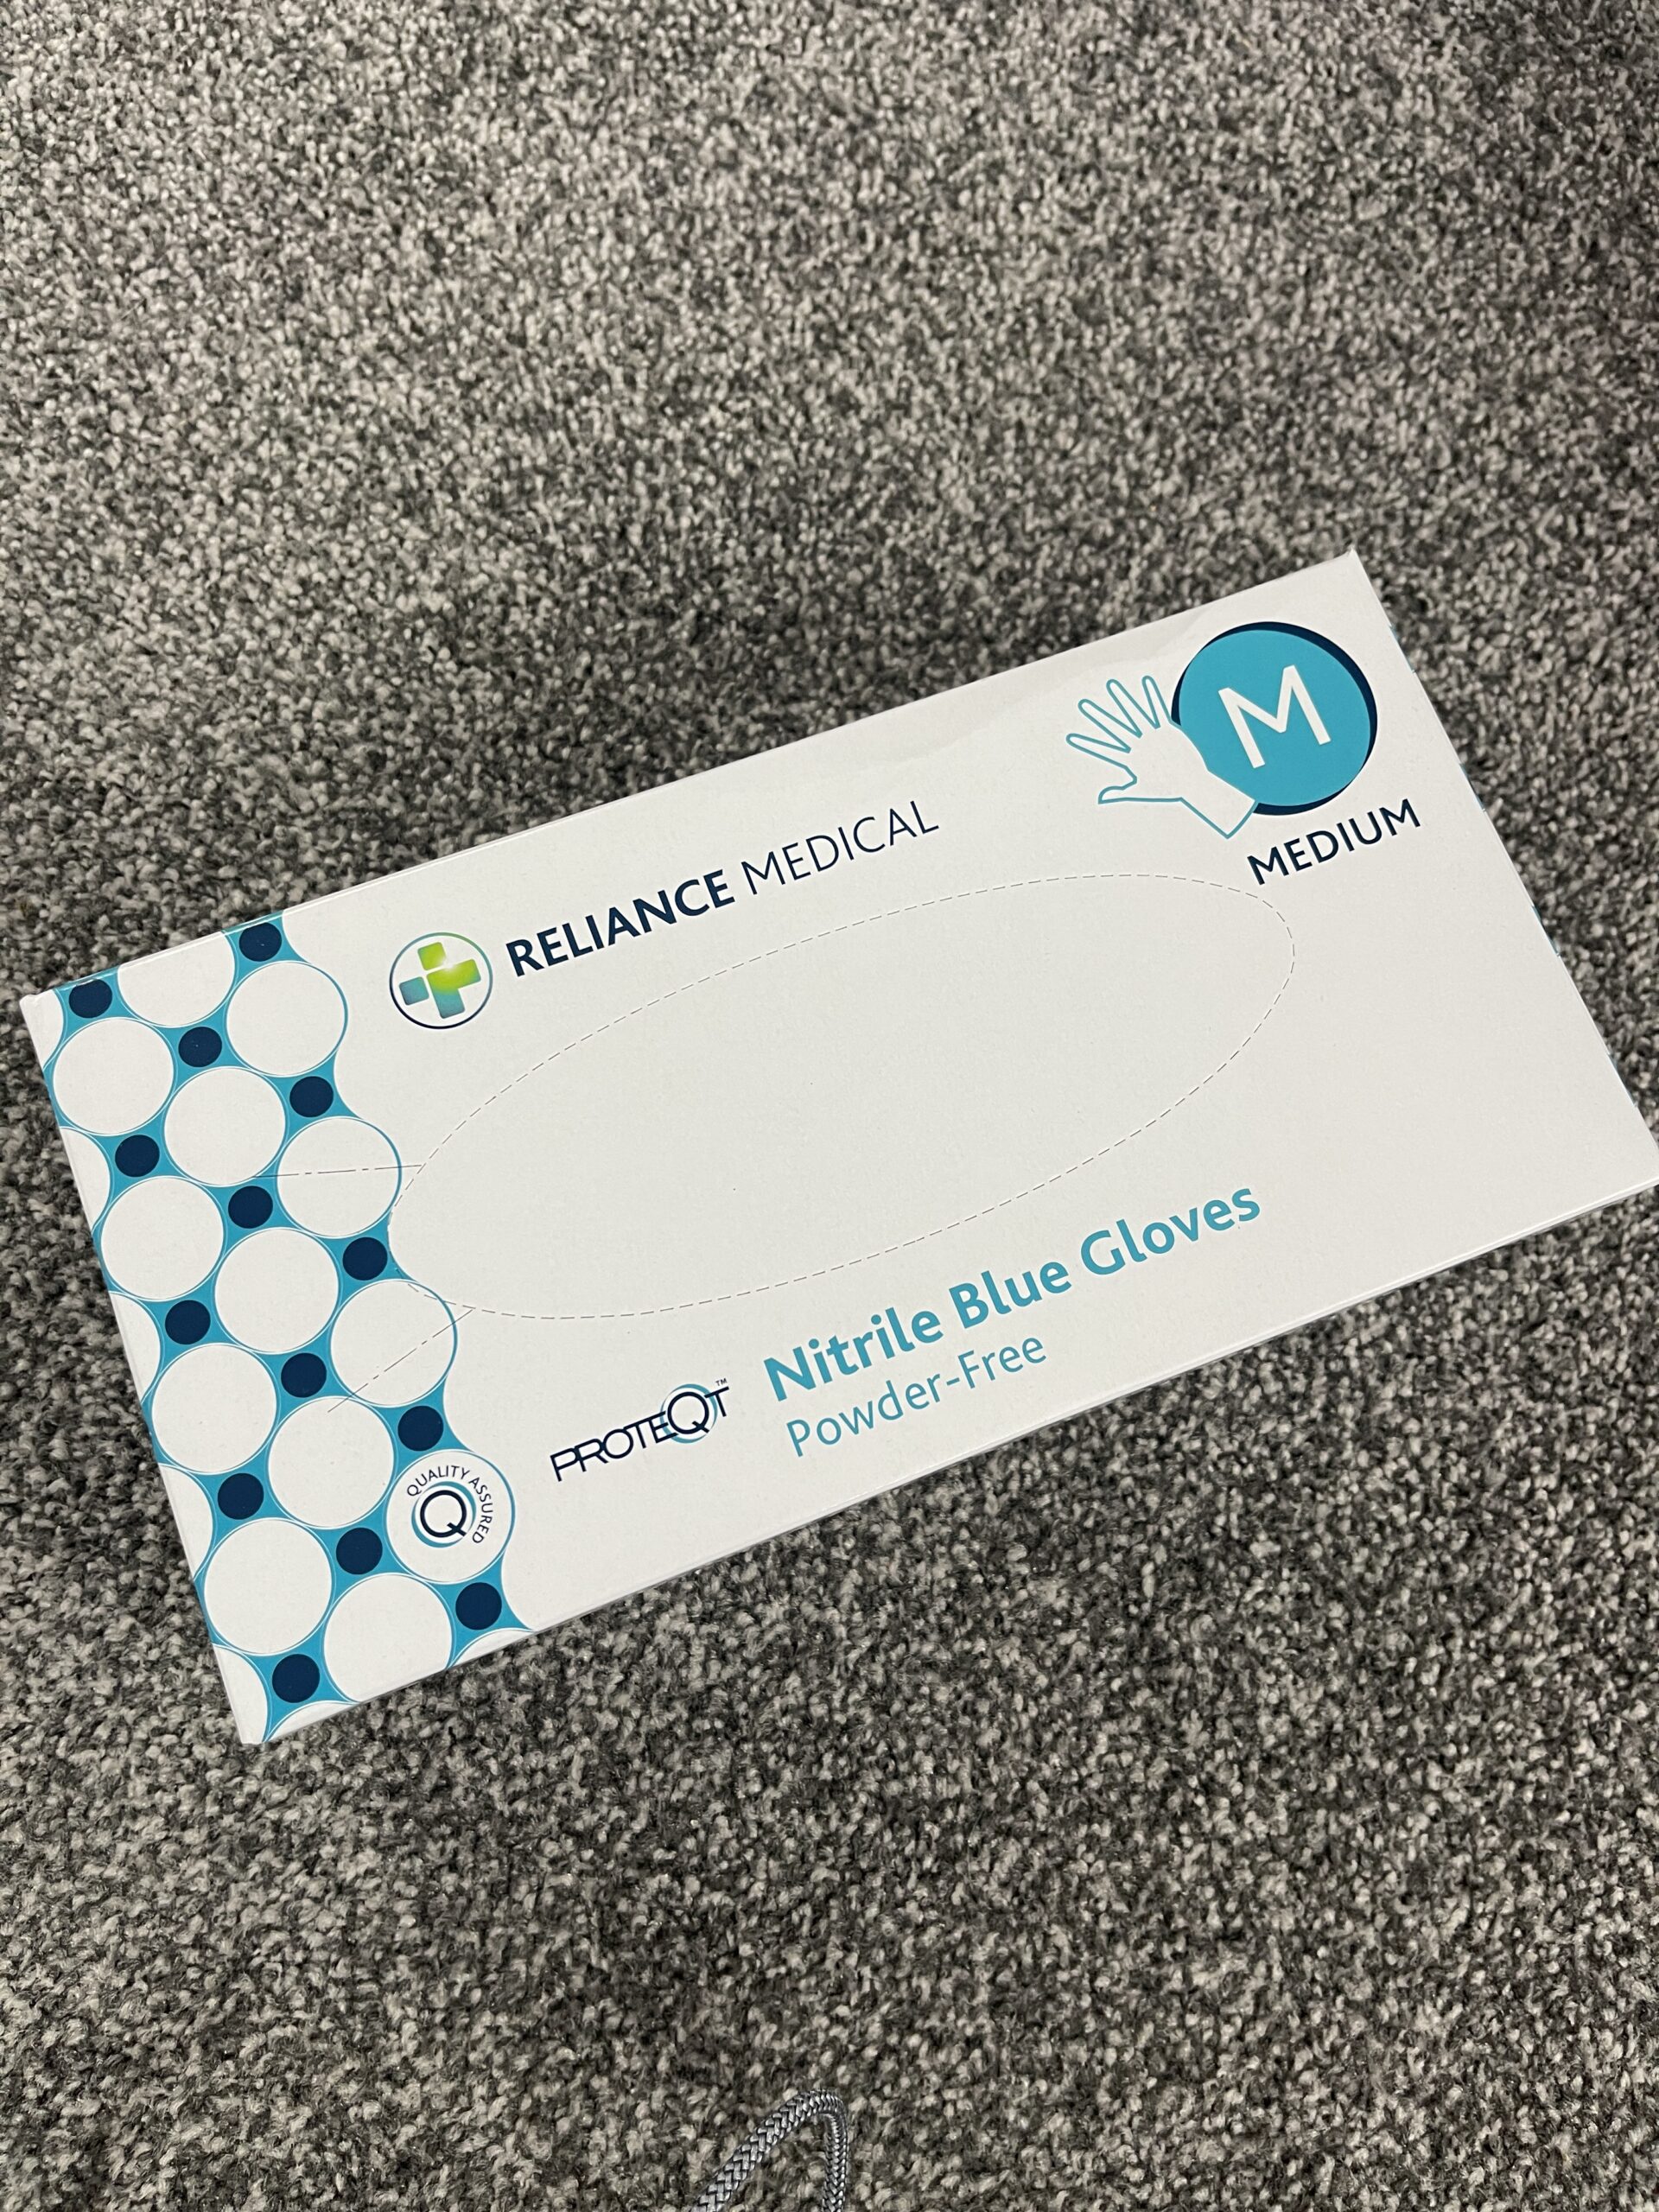 M
MEDIUM
RELIANCE MEDICAL
Nitrile Blue Gloves
Powder-Free
PROTEQT™
QUALITY ASSURED
Q